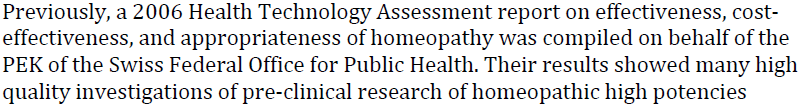 Previously, a 2006 Health Technology Assessment report on effectiveness, cost-
effectiveness, and appropriateness of homeopathy was compiled on behalf of the
PEK of the Swiss Federal Office for Public Health. Their results showed many high
quality investigations of pre-clinical research of homeopathic high potencies